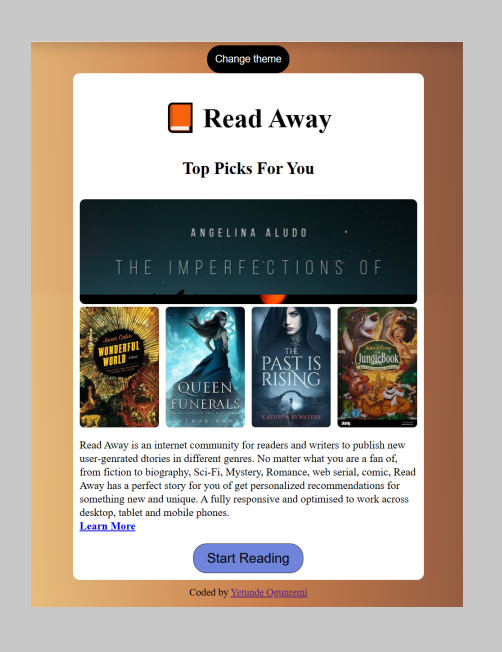 Change theme
Read Away
Top Picks For You
ANGELINA ALUDO
THE IMPERFECTIONS OF
WONDERFUL
WORLD
QUEEN
FUNERALS
THE
PAST IS
RISING
KATHRYN BYWATERS
Walt Disney
The
JungleBook
Read Away is an internet community for readers and writers to publish new
user-genrated dtories in different genres. No matter what you are a fan of,
from fiction to biography, Sci-Fi, Mystery, Romance, web serial, comic, Read
Away has a perfect story for you of get personalized recommendations for
something new and unique. A fully responsive and optimised to work across
desktop, tablet and mobile phones.
Learn More
Start Reading
Coded by Yetunde Ogunremi